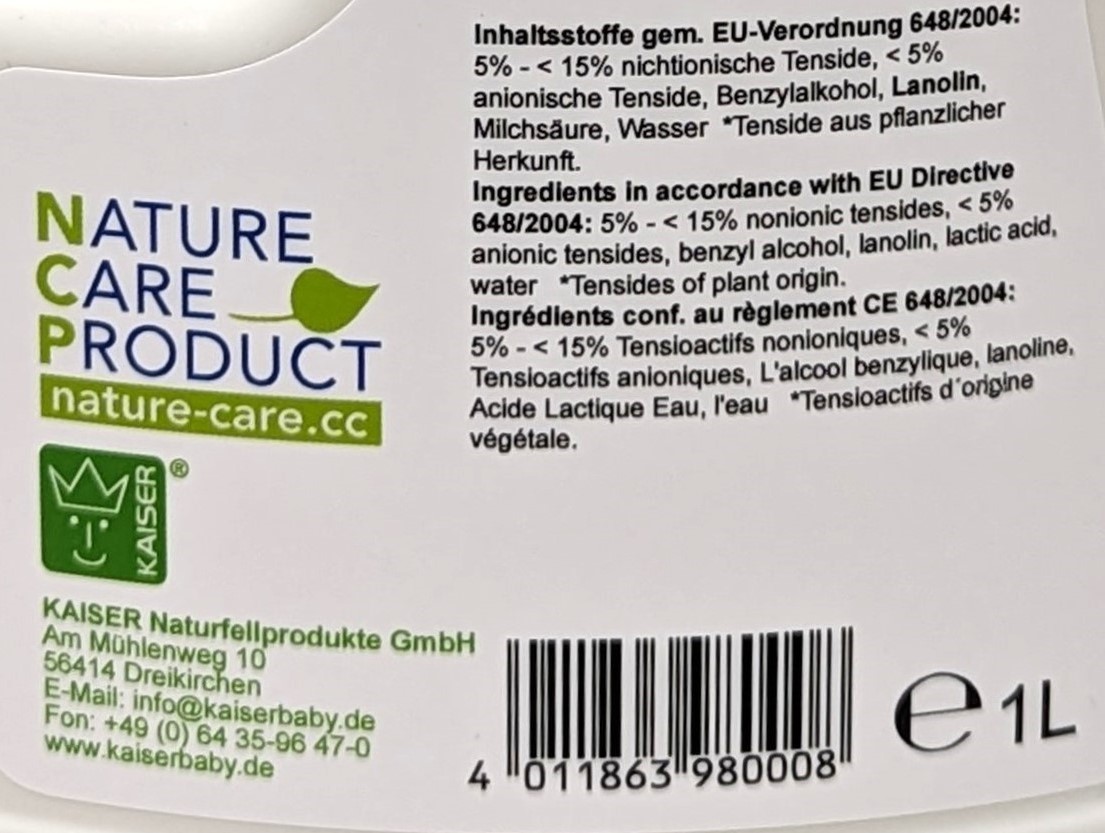 Inhaltsstoffe gem. EU-Verordnung 648/2004:
5% - < 15% nichtionische Tenside, < 5%
anionische Tenside, Benzylalkohol, Lanolin,
Milchsäure, Wasser *Tenside aus pflanzlicher
Herkunft.
Ingredients in accordance with EU Directive
648/2004: 5% - < 15% nonionic tensides, < 5%
anionic tensides, benzyl alcohol, lanolin, lactic acid,
water *Tensides of plant origin.
Ingrédients conf. au règlement CE 648/2004:
5% - < 15% Tensioactifs nonioniques, < 5%
Tensioactifs anioniques, L'alcool benzylique, lanoline,
Acide Lactique Eau, l'eau *Tensioactifs d´origine
végétale.
NATURE
CARE
PRODUCT
nature-care.cc
KAISER ®
KAISER Naturfellprodukte GmbH
Am Mühlenweg 10
56414 Dreikirchen
E-Mail: info@kaiserbaby.de
Fon: +49 (0) 64 35-96 47-0
www.kaiserbaby.de
4 011863 980008
e 1L